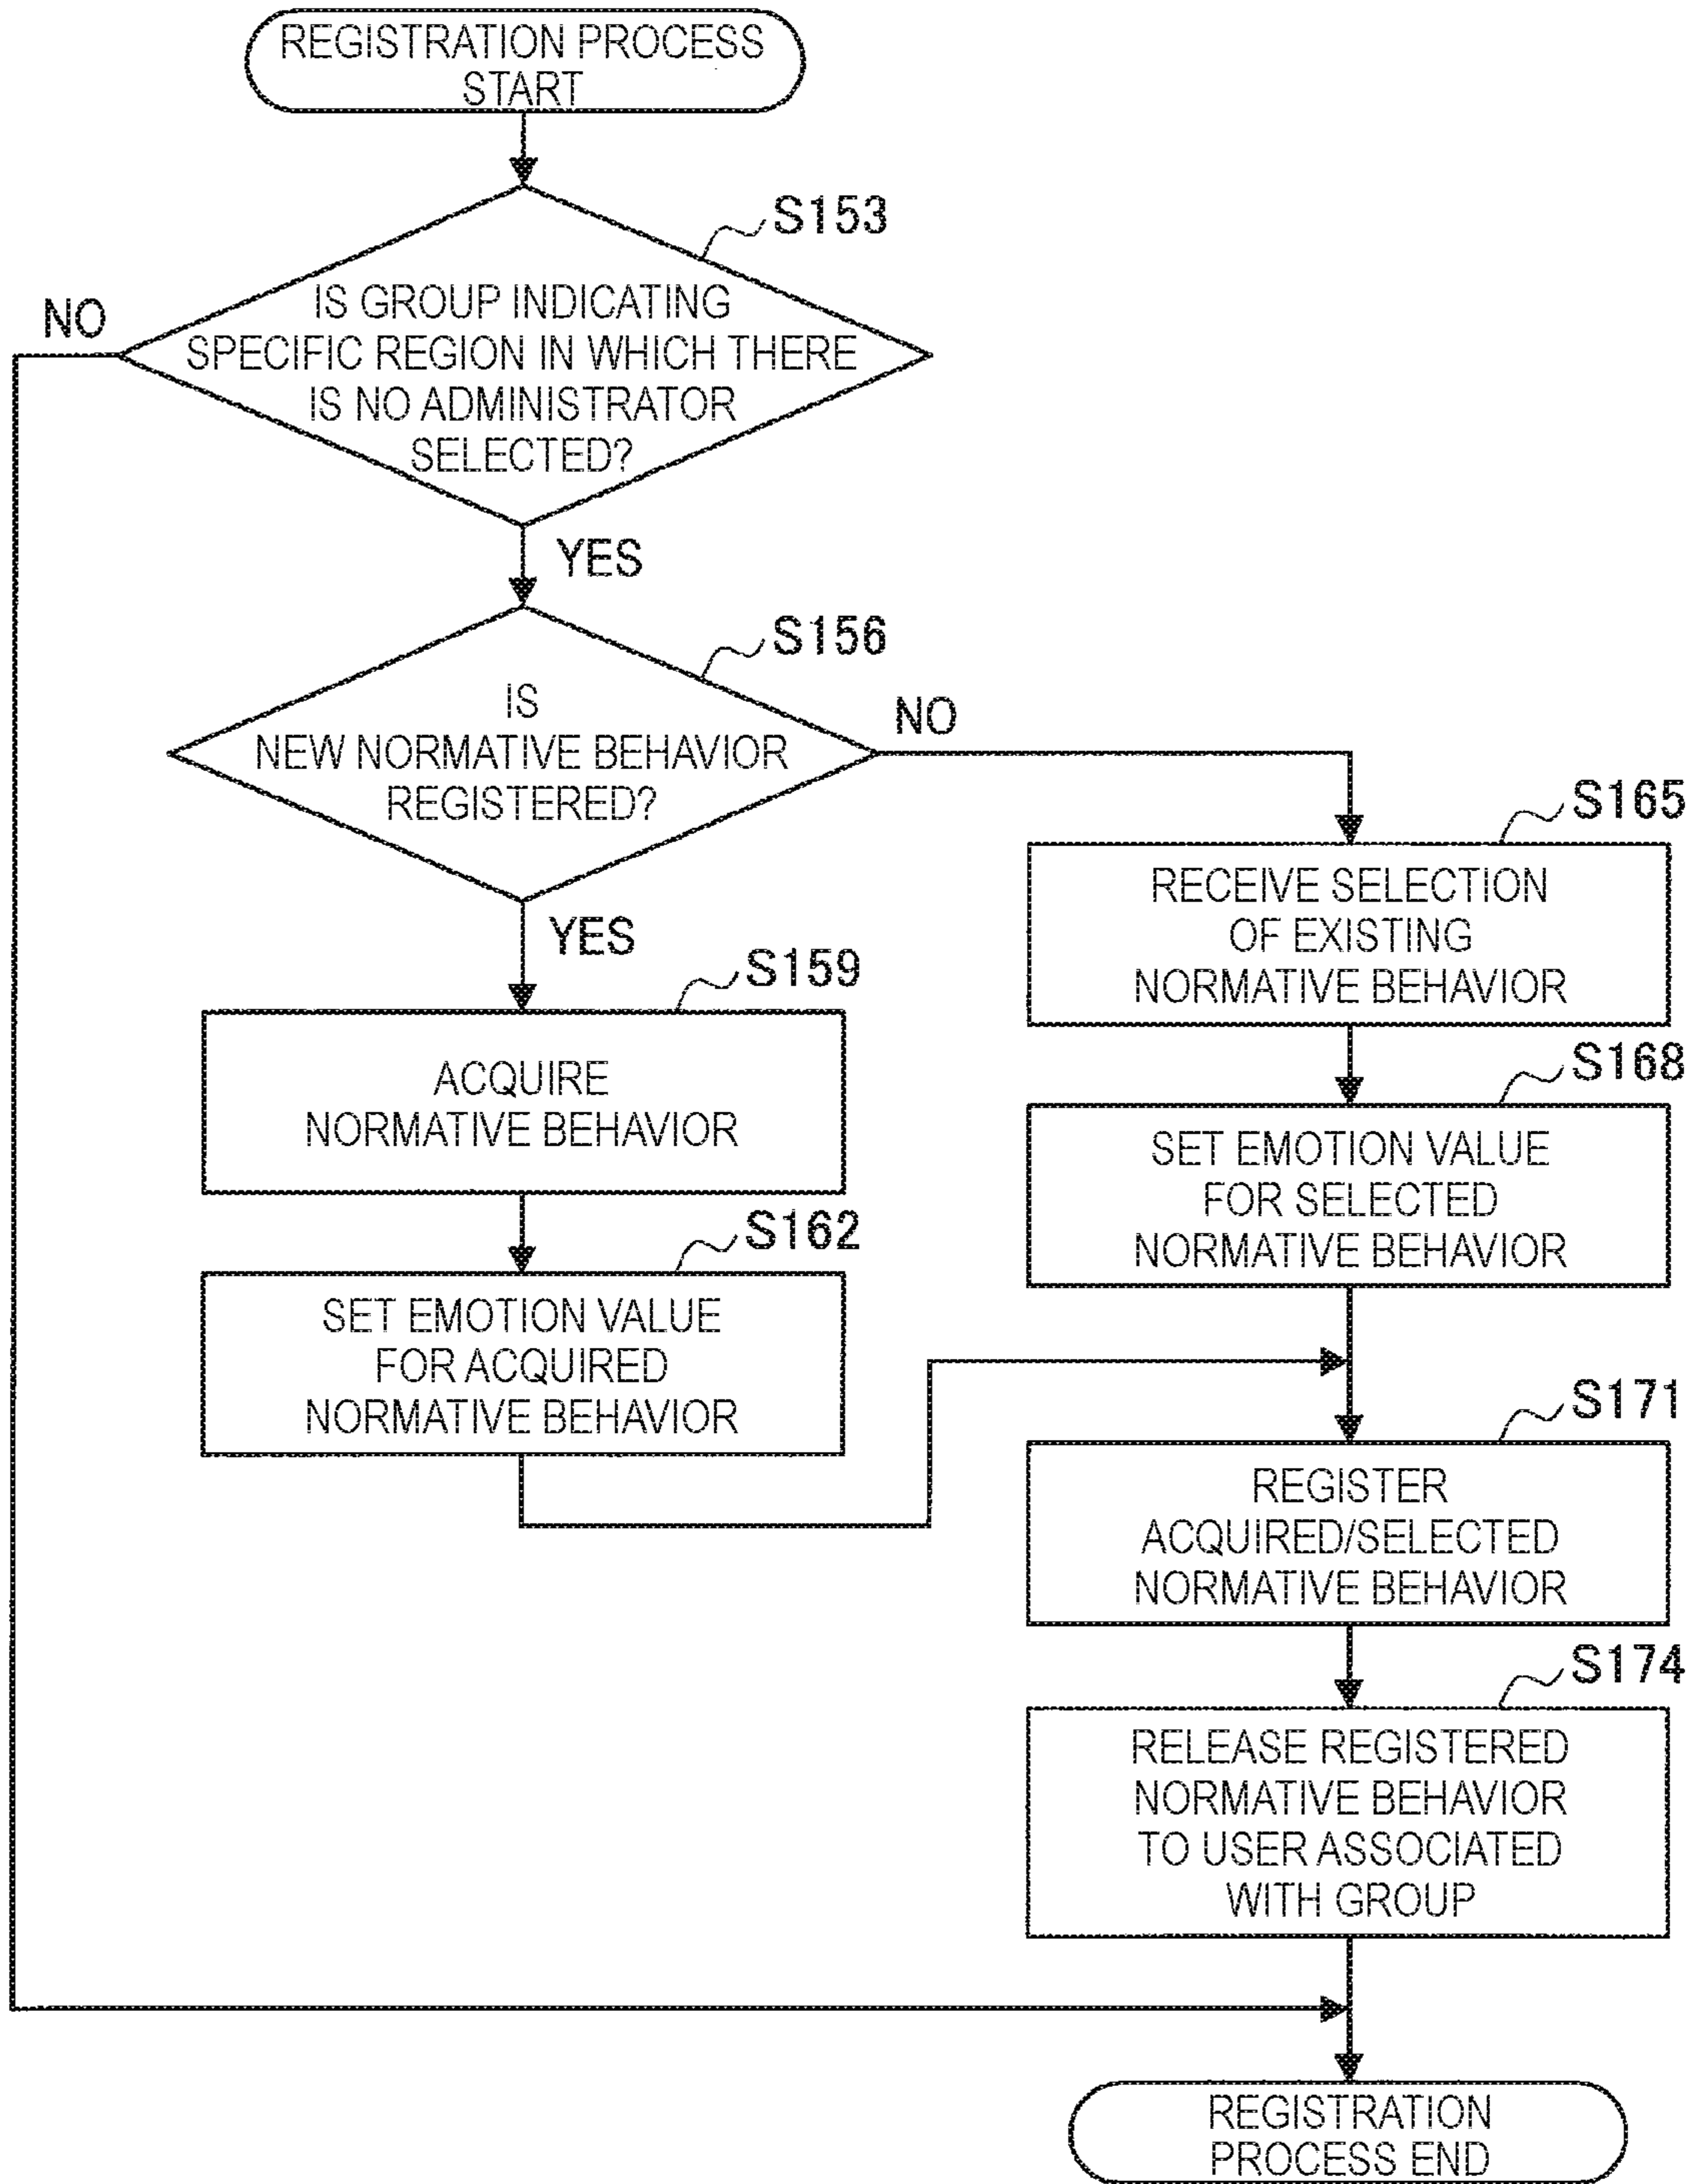 REGISTRATION PROCESS
START
S153
NO
IS GROUP INDICATING
SPECIFIC REGION IN WHICH THERE
IS NO ADMINISTRATOR
SELECTED?
YES
S156
IS
NEW NORMATIVE BEHAVIOR
REGISTERED?
NO
YES
S159
ACQUIRE
NORMATIVE BEHAVIOR
S162
SET EMOTION VALUE
FOR ACQUIRED
NORMATIVE BEHAVIOR
S165
RECEIVE SELECTION
OF EXISTING
NORMATIVE BEHAVIOR
S168
SET EMOTION VALUE
FOR SELECTED
NORMATIVE BEHAVIOR
S171
REGISTER
ACQUIRED/SELECTED
NORMATIVE BEHAVIOR
S174
RELEASE REGISTERED
NORMATIVE BEHAVIOR
TO USER ASSOCIATED
WITH GROUP
REGISTRATION
PROCESS END